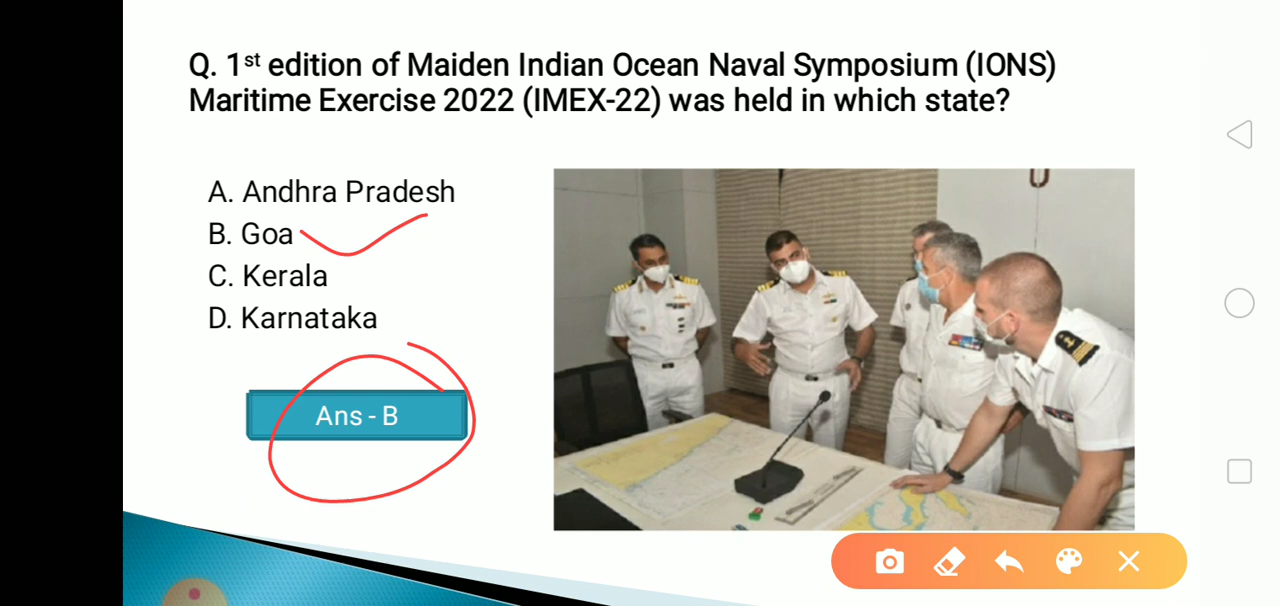 Q. 1st edition of Maiden Indian Ocean Naval Symposium (IONS)
Maritime Exercise 2022 (IMEX-22) was held in which state?
A. Andhra Pradesh
B. Goa
C. Kerala
D. Karnataka
Ans - B